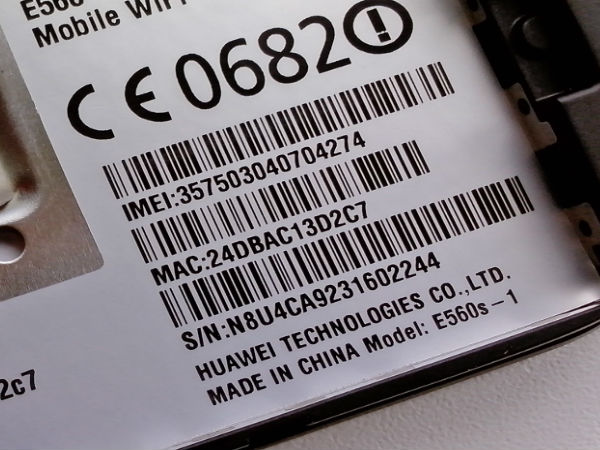 E560
Mobile WiFi
CE0682
IMEI:357503040704274
MAC:24DBAC13D2C7
S/N:N8U4CA9231602244
HUAWEI TECHNOLOGIES CO.,LTD.
MADE IN CHINA Model: E560s-1
2c7